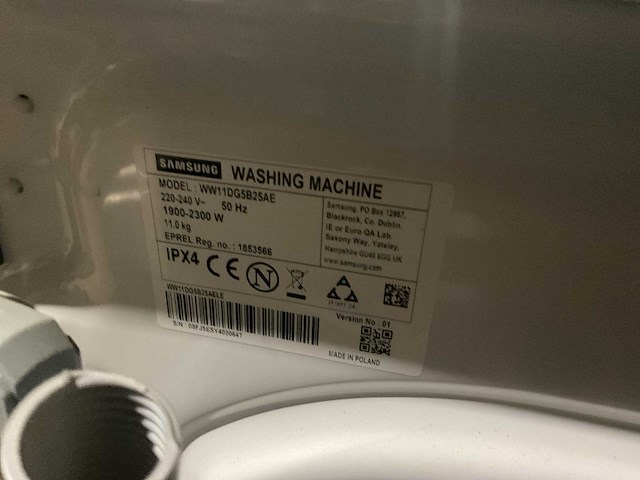 SAMSUNG WASHING MACHINE
MODEL : WW11DG5B25AE
220-240 V~ 50 Hz
1900-2300 W
11.0 kg
EPREL Reg. no. : 1853566
Samsung, PO Box 12987,
Blackrock, Co. Dublin.
IE or Euro QA Lab.
Saxony Way, Yateley,
Hampshire GU46 6GG UK
www.samsung.com
IPX4 CE N
WW11DG5B25AELE
Version No : 01
MADE IN POLAND